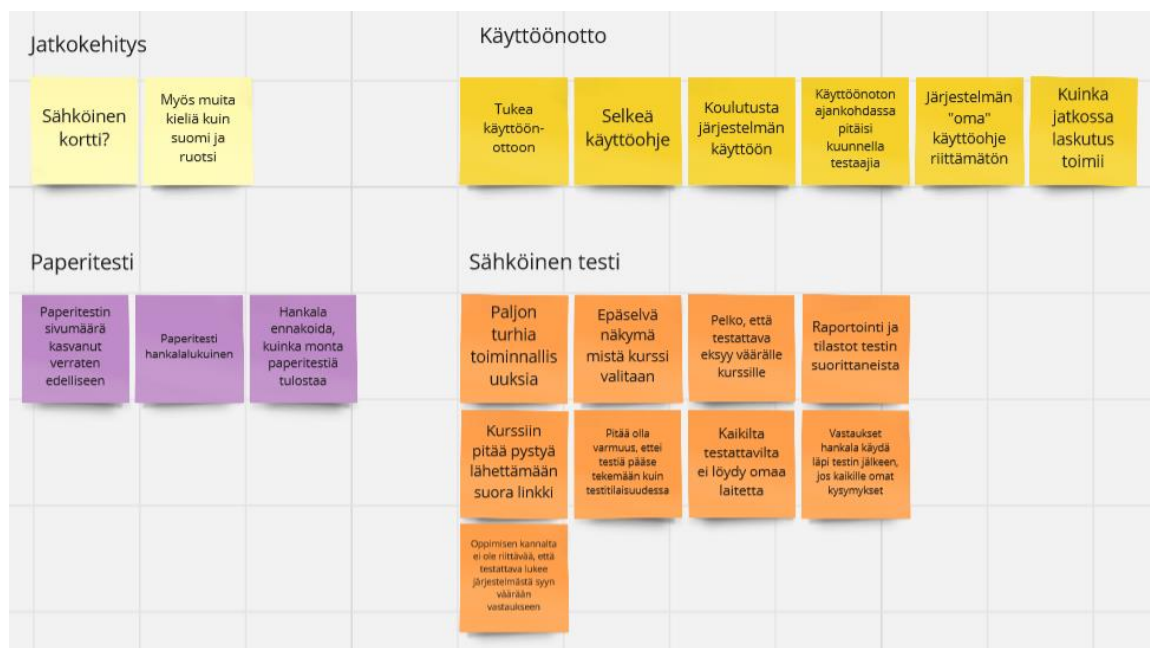 Jatkokehitys
Sähköinen
kortti?
Myös muita
kieliä kuin
suomi ja
ruotsi
Käyttöönotto
Tukea
käyttöön-
ottoon
Selkeä
käyttöohje
Koulutusta
järjestelmän
käyttöön
Käyttöönoton
ajankohdassa
pitäisi
kuunnella
testaajia
Järjestelmän
"oma"
käyttöohje
riittämätön
Kuinka
jatkossa
laskutus
toimii
Paperitesti
Paperitestin
sivumäärä
kasvanut
verraten
edelliseen
Paperitesti
hankalalukuinen
Hankala
ennakoida,
kuinka monta
paperitestiä
tulostaa
Sähköinen testi
Paljon
turhia
toiminnallis
uuksia
Epäselvä
näkymä
mistä kurssi
valitaan
Pelko, että
testattava
eksyy väärälle
kurssille
Raportointi ja
tilastot testin
suorittaneista
Kurssiin
pitää pystyä
lähettämään
suora linkki
Pitää olla
varmuus, ettei
testiä pääse
tekemään kuin
testitilaisuudessa
Kaikilta
testattavilta
ei löydy omaa
laitetta
Vastaukset
hankala käydä
läpi testin jälkeen,
jos kaikille omat
kysymykset
Oppimisen kannalta
ei ole riittävää, että
testattava lukee
järjestelmästä syyn
väärään
vastaukseen